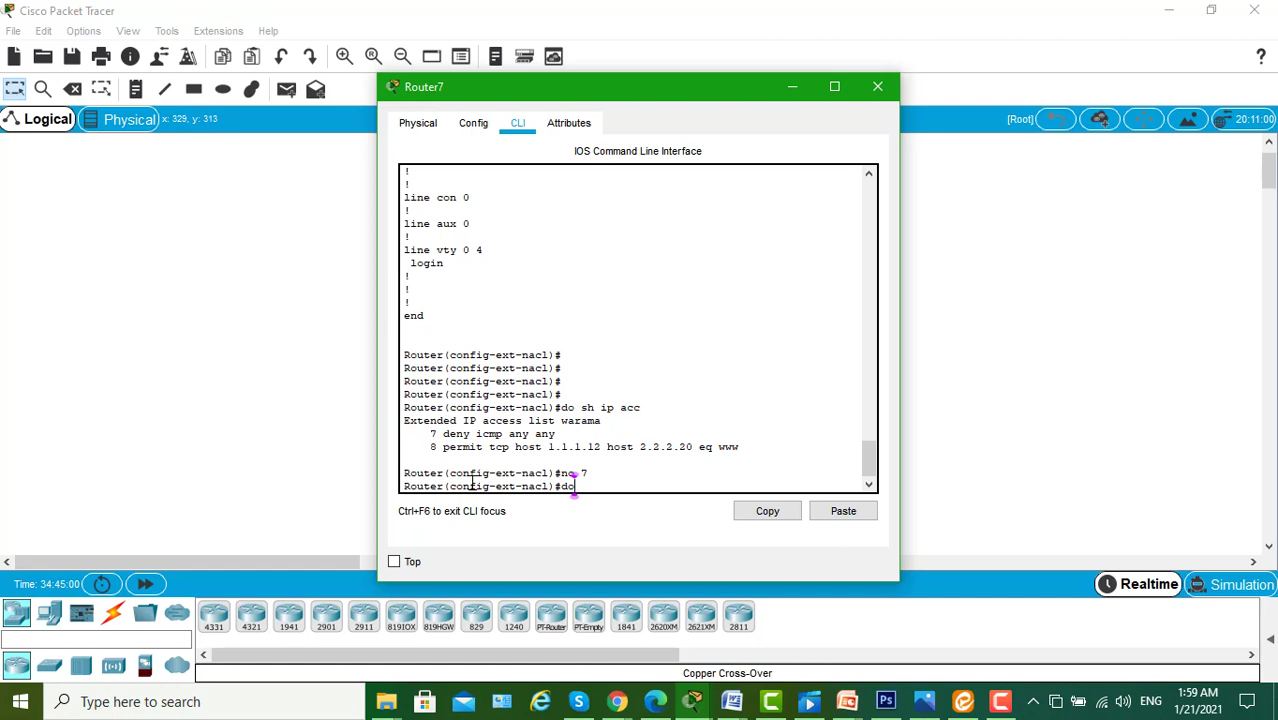 Cisco Packet Tracer
File Edit Options View Tools Extensions Help
Logical Physical x: 329, y: 313 [Root] 20:11:00
Router7
Physical Config CLI Attributes
IOS Command Line Interface
!
!
line con 0
!
line aux 0
!
line vty 0 4
login
!
!
!
end
Router(config-ext-nacl)#
Router(config-ext-nacl)#
Router(config-ext-nacl)#
Router(config-ext-nacl)#
Router(config-ext-nacl)#do sh ip acc
Extended IP access list warama
7 deny icmp any any
8 permit tcp host 1.1.1.12 host 2.2.2.20 eq www
Router(config-ext-nacl)#no 7
Router(config-ext-nacl)#do
Ctrl+F6 to exit CLI focus Copy Paste
Top
Time: 34:45:00 Realtime Simulation
4331 4321 1941 2901 2911 819IOX 819HGW 829 1240 PT-Router PT-Empty 1841 2620XM 2621XM 2811
Copper Cross-Over
Type here to search ENG 1:59 AM
1/21/2021